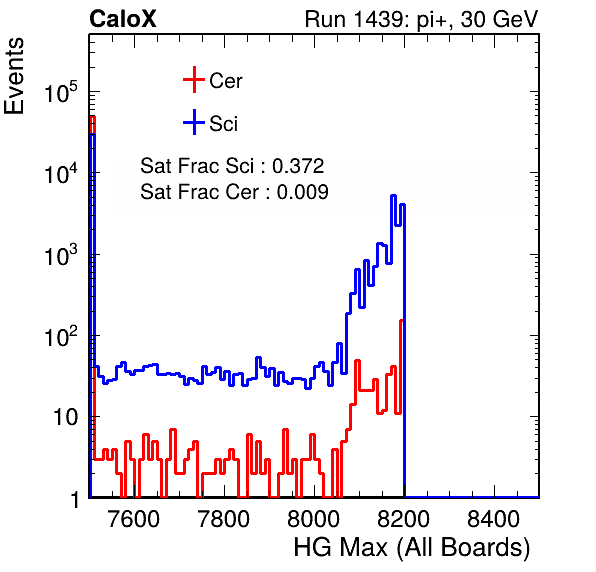 CaloX Run 1439: pi+, 30 GeV
Events
Cer
Sci
Sat Frac Sci : 0.372
Sat Frac Cer : 0.009
10^5
10^4
10^3
10^2
10
1
7600 7800 8000 8200 8400
HG Max (All Boards)